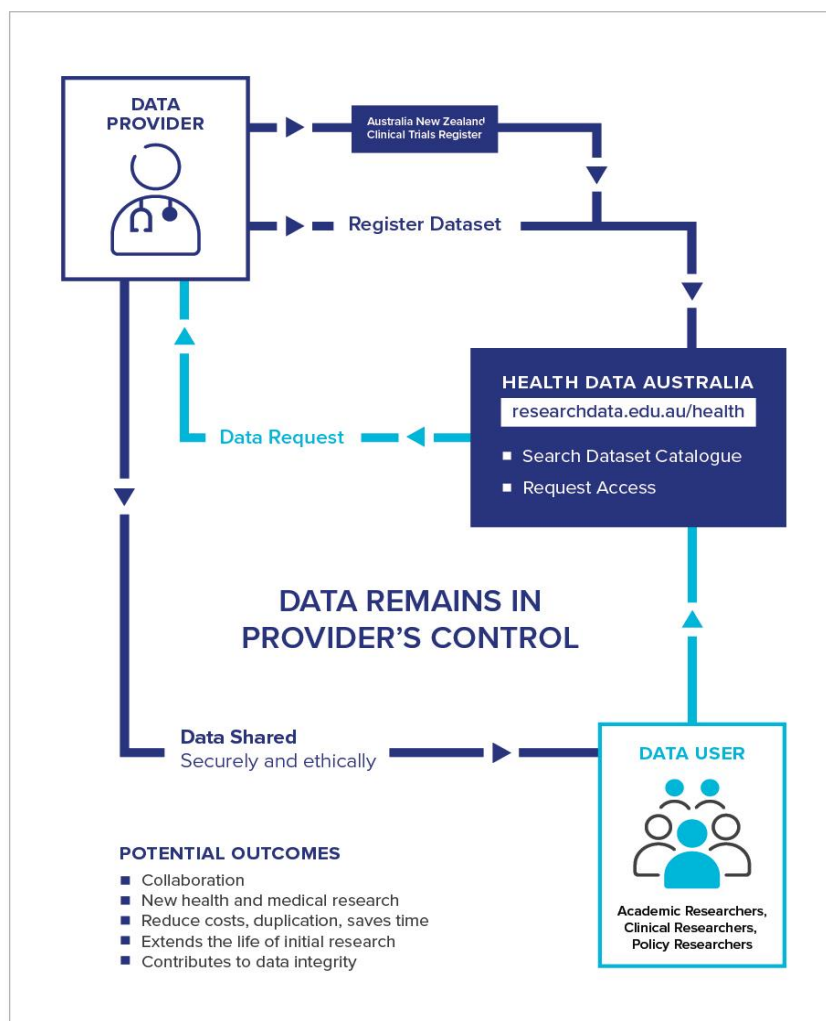 DATA
PROVIDER
Australia New Zealand
Clinical Trials Register
Register Dataset
HEALTH DATA AUSTRALIA
researchdata.edu.au/health
■ Search Dataset Catalogue
■ Request Access
Data Request
DATA REMAINS IN
PROVIDER’S CONTROL
Data Shared
Securely and ethically
DATA USER
Academic Researchers,
Clinical Researchers,
Policy Researchers
POTENTIAL OUTCOMES
■ Collaboration
■ New health and medical research
■ Reduce costs, duplication, saves time
■ Extends the life of initial research
■ Contributes to data integrity